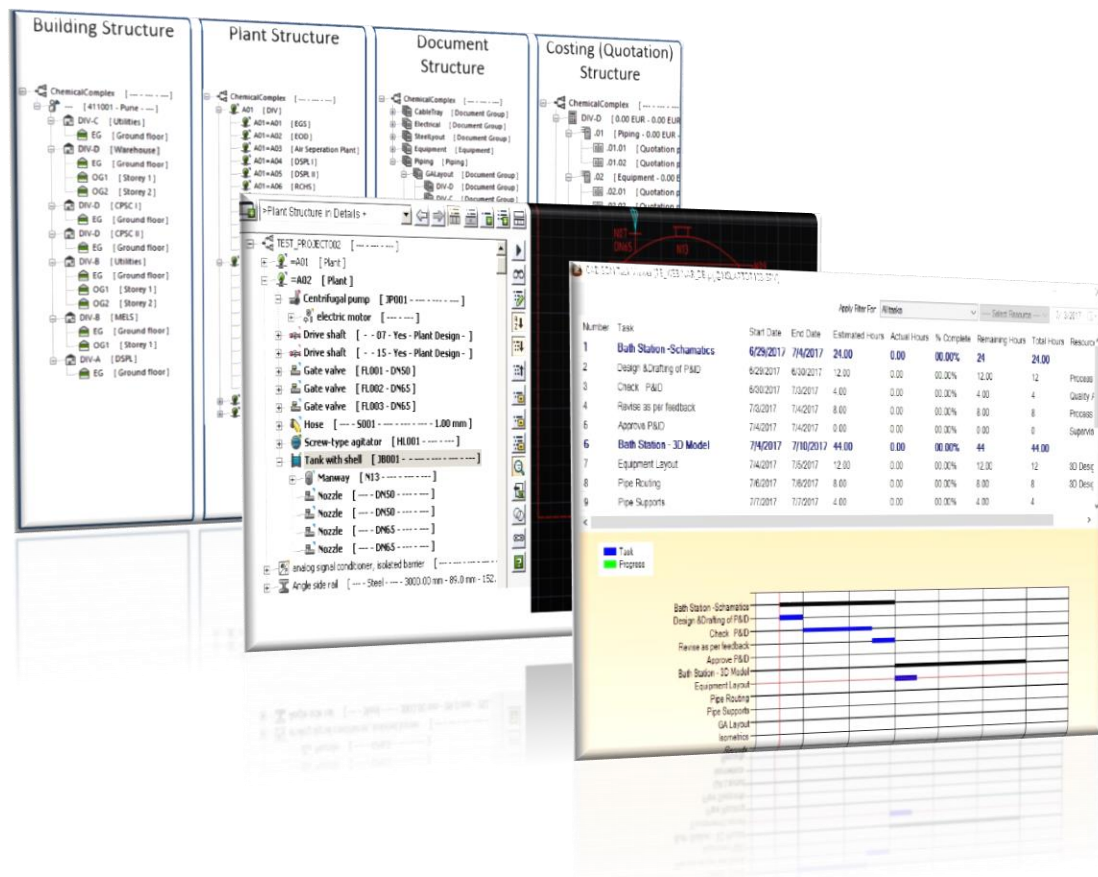 Building Structure
ChemicalComplex [---.---.---]
[411001 - Pune - ---]
DIV-C [Utilities]
EG [Ground floor]
DIV-D [Warehouse]
EG [Ground floor]
OG1 [Storey 1]
OG2 [Storey 2]
DIV-D [CPSC I]
EG [Ground floor]
DIV-D [CPSC II]
EG [Ground floor]
DIV-B [Utilities]
EG [Ground floor]
OG1 [Storey 1]
OG2 [Storey 2]
DIV-B [MELS]
EG [Ground floor]
OG1 [Storey 1]
DIV-A [DSPL]
EG [Ground floor]
Plant Structure
ChemicalComplex [---.---.---]
A01 [DIV]
A01=A01 [EGS]
A01=A02 [EOD]
A01=A03 [Air Seperation Plant]
A01=A04 [DSPL I]
A01=A05 [DSPL II]
A01=A06 [RCHS]
Document
Structure
ChemicalComplex [---.---.---]
CableTray [Document Group]
Electrical [Document Group]
[Document Group]
Equipment [Equipment]
Piping [Piping]
GALayout [Document Group]
DIV-D [Document
DIV-C [Document
Costing (Quotation)
Structure
ChemicalComplex [---.---.---]
DIV-D [0.00 EUR - 0.00 EUR
.01 [Piping - 0.00 EUR -
.01.01 [Quotation p
.01.02 [Quotation p
.02 [Equipment - 0.00 E
.02.01 [Quotation p
>Plant Structure in Details +
TEST_PROJECT002 [---.---.---]
=A01 [Plant]
=A02 [Plant]
Centrifugal pump [JP001 - --- --- --- ---]
electric motor [--- --- --- ---]
Drive shaft [- - 07 - Yes - Plant Design - ]
Drive shaft [- - 15 - Yes - Plant Design - ]
Gate valve [FL001 - DN50]
Gate valve [FL002 - DN65]
Gate valve [FL003 - DN65]
Hose [--- - S001 --- --- --- 1.00 mm]
Screw-type agitator [HL001 - --- --- ---]
Tank with shell [JB001 - --- --- --- ---]
Manway [N13 - --- --- --- ---]
Nozzle [--- - DN50 - --- --- ---]
Nozzle [--- - DN50 - --- --- ---]
Nozzle [--- - DN65 - --- --- ---]
Nozzle [--- - DN65 - --- --- ---]
analog signal conditioner, isolated barrier [---
Angle side rail [--- - Steel - --- - 3000.00 mm - 89.0 mm - 152.
DN65
N13
Apply Filter For: All tasks
--- Select Resource ---
Number Task Start Date End Date Estimated Hours Actual Hours % Complete Remaining Hours Total Hours Resource
1 Bath Station -Schamatics 6/29/2017 7/4/2017 24.00 0.00 00.00% 24 24.00
2 Design &Drafting of P&ID 6/29/2017 6/30/2017 12.00 0.00 00.00% 12.00 12 Process
3 Check P&ID 6/30/2017 7/3/2017 4.00 0.00 00.00% 4.00 4 Quality A
4 Revise as per feedback 7/3/2017 7/4/2017 8.00 0.00 00.00% 8.00 8 Process
5 Approve P&ID 7/4/2017 7/4/2017 0.00 0.00 00.00% 0.00 0 Supervis
6 Bath Station - 3D Model 7/4/2017 7/10/2017 44.00 0.00 00.00% 44 44.00
7 Equipment Layout 7/4/2017 7/5/2017 12.00 0.00 00.00% 12.00 12 3D Desig
8 Pipe Routing 7/6/2017 7/6/2017 8.00 0.00 00.00% 8.00 8 3D Desig
9 Pipe Supports 7/7/2017 7/7/2017 4.00 0.00 00.00% 4.00 4
Task
Progress
Bath Station -Schamatics
Design &Drafting of P&ID
Check P&ID
Revise as per feedback
Approve P&ID
Bath Station - 3D Model
Equipment Layout
Pipe Routing
Pipe Supports
GA Layout
Isometrics